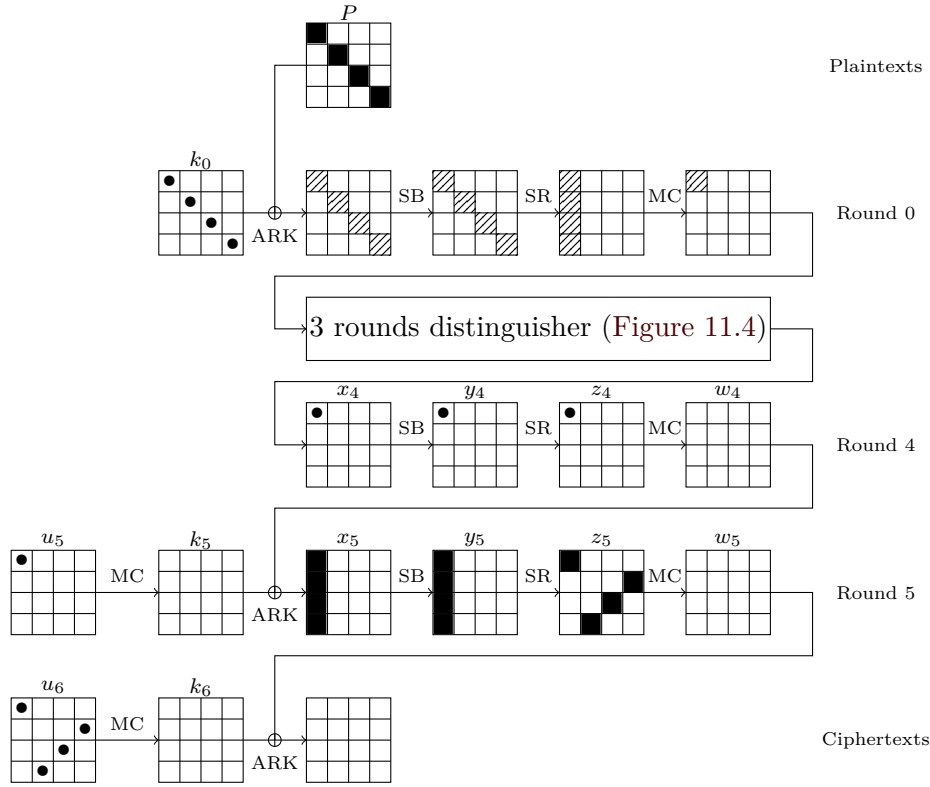 P
Plaintexts
k0
SB SR MC
ARK
Round 0
3 rounds distinguisher (Figure 11.4)
x4 y4 z4 w4
SB SR MC
Round 4
u5 k5 x5 y5 z5 w5
MC SB SR MC
ARK
Round 5
u6 k6
MC
ARK
Ciphertexts